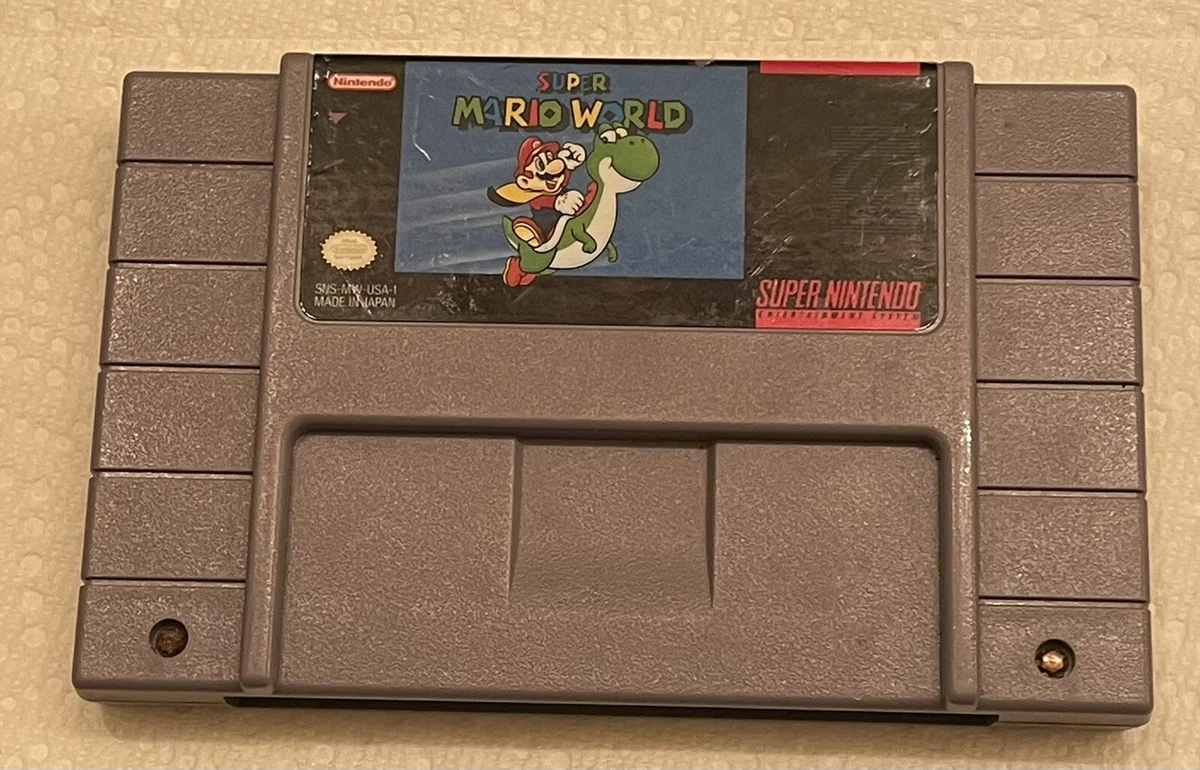 Nintendo
SUPER
MARIO WORLD
SNS-MW-USA-1
MADE IN JAPAN
SUPER NINTENDO
ENTERTAINMENT SYSTEM